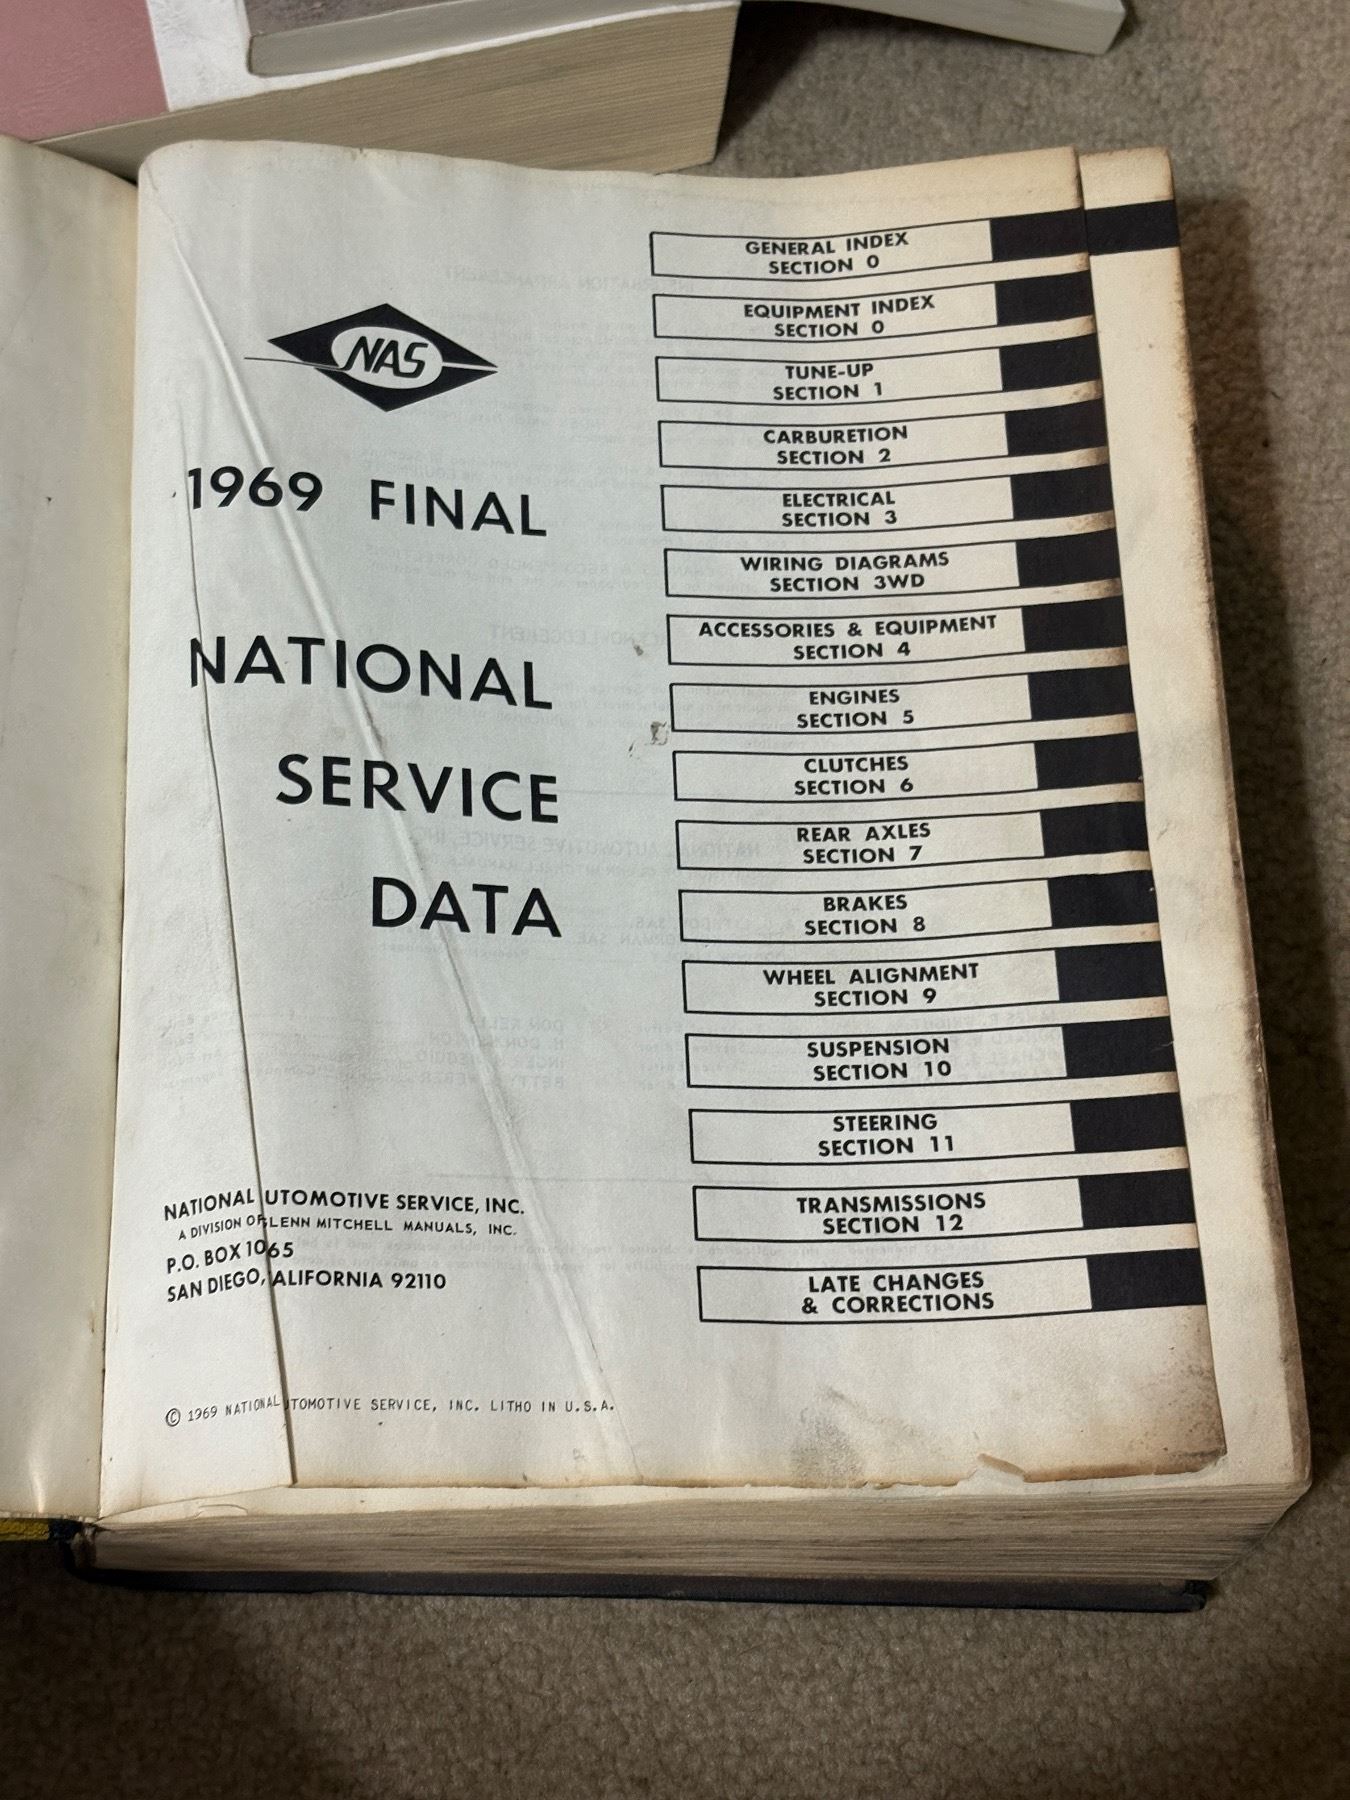 NAS
1969 FINAL
NATIONAL
SERVICE
DATA
NATIONAL UTOMOTIVE SERVICE, INC.
A DIVISION OF LENN MITCHELL MANUALS, INC.
P.O. BOX 1065
SAN DIEGO, ALIFORNIA 92110
© 1969 NATIONAL UTOMOTIVE SERVICE, INC. LITHO IN U.S.A.
GENERAL INDEX
SECTION 0
EQUIPMENT INDEX
SECTION 0
TUNE-UP
SECTION 1
CARBURETION
SECTION 2
ELECTRICAL
SECTION 3
WIRING DIAGRAMS
SECTION 3WD
ACCESSORIES & EQUIPMENT
SECTION 4
ENGINES
SECTION 5
CLUTCHES
SECTION 6
REAR AXLES
SECTION 7
BRAKES
SECTION 8
WHEEL ALIGNMENT
SECTION 9
SUSPENSION
SECTION 10
STEERING
SECTION 11
TRANSMISSIONS
SECTION 12
LATE CHANGES
& CORRECTIONS